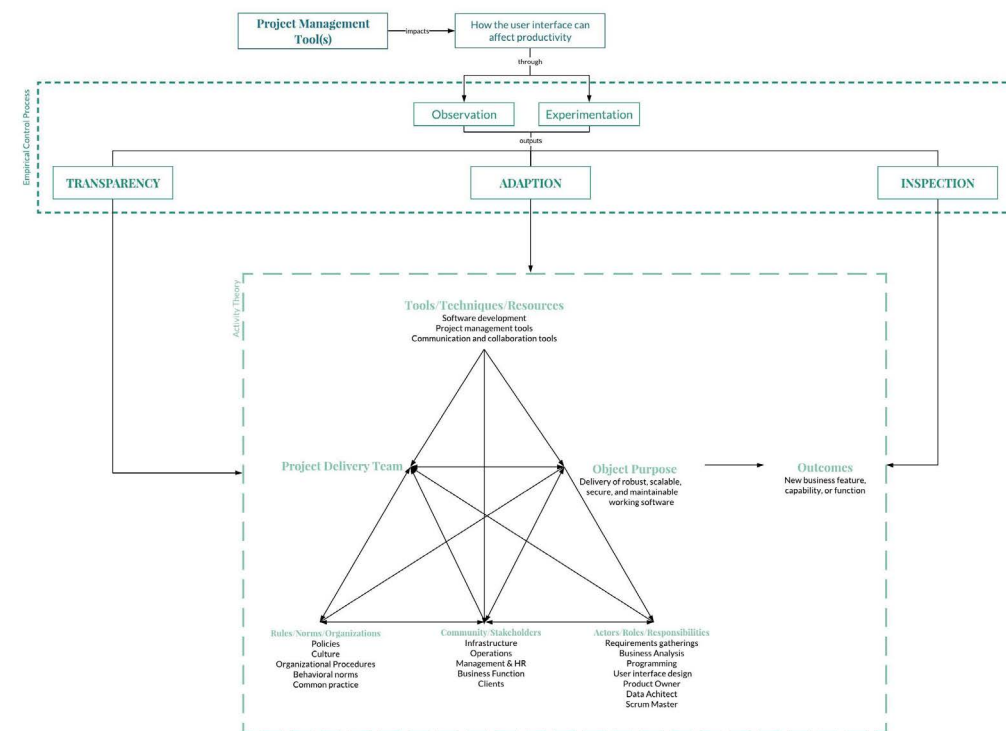 Project Management
Tool(s)
impacts
How the user interface can
affect productivity
through
Empirical Control Process
Observation
Experimentation
outputs
TRANSPARENCY
ADAPTION
INSPECTION
Activity Theory
Tools/Techniques/Resources
Software development
Project management tools
Communication and collaboration tools
Project Delivery Team
Object Purpose
Delivery of robust, scalable,
secure, and maintainable
working software
Outcomes
New business feature,
capability, or function
Rules/Norms/Organizations
Policies
Culture
Organizational Procedures
Behavioral norms
Common practice
Community/Stakeholders
Infrastructure
Operations
Management & HR
Business Function
Clients
Actors/Roles/Responsibilities
Requirements gatherings
Business Analysis
Programming
User interface design
Product Owner
Data Achitect
Scrum Master